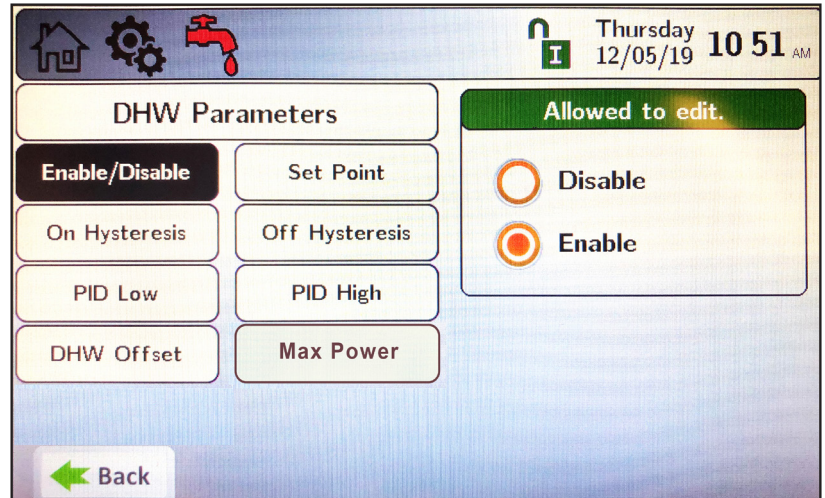 I
Thursday
12/05/19
10 51 AM
DHW Parameters
Enable/Disable
Set Point
On Hysteresis
Off Hysteresis
PID Low
PID High
DHW Offset
Max Power
Back
Allowed to edit.
Disable
Enable